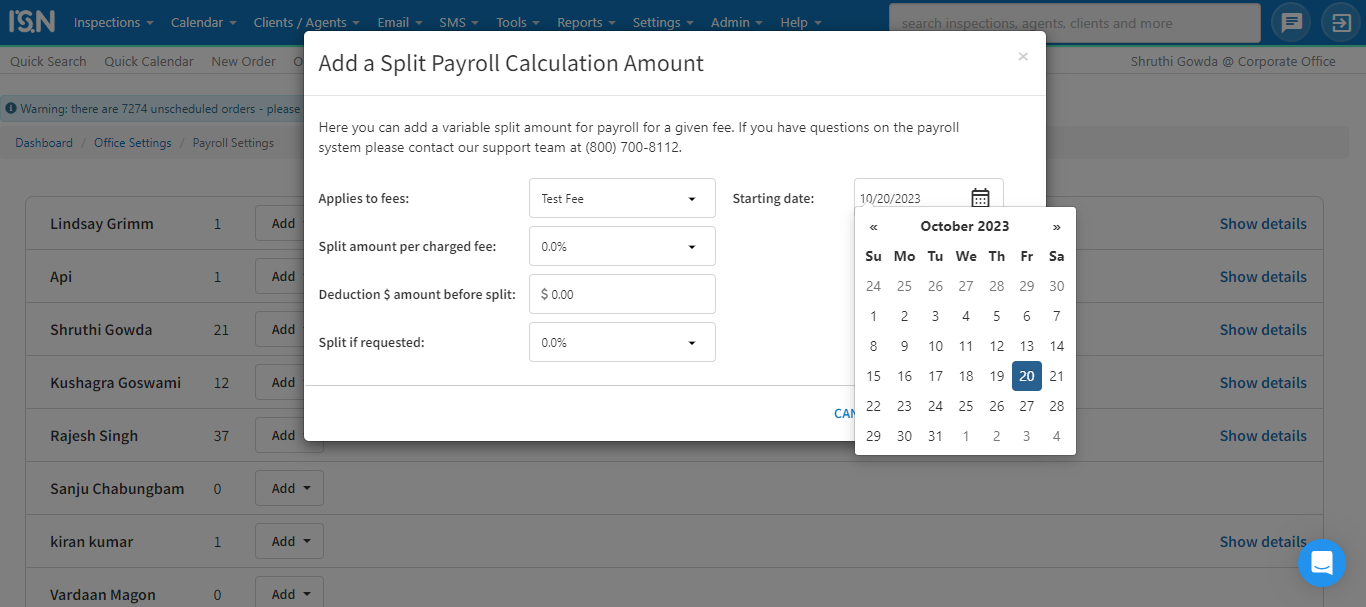 ISN Inspections Calendar Clients / Agents Email SMS Tools Reports Settings Admin Help search inspections, agents, clients and more
Quick Search Quick Calendar New Order O Shruthi Gowda @ Corporate Office
Warning: there are 7274 unscheduled orders - please
Dashboard / Office Settings / Payroll Settings
Add a Split Payroll Calculation Amount ×
Here you can add a variable split amount for payroll for a given fee. If you have questions on the payroll
system please contact our support team at (800) 700-8112.
Applies to fees: Test Fee Starting date: 10/20/2023
Split amount per charged fee: 0.0%
Deduction $ amount before split: $ 0.00
Split if requested: 0.0%
CAN
« October 2023 »
Su Mo Tu We Th Fr Sa
24 25 26 27 28 29 30
1 2 3 4 5 6 7
8 9 10 11 12 13 14
15 16 17 18 19 20 21
22 23 24 25 26 27 28
29 30 31 1 2 3 4
Lindsay Grimm 1 Add Show details
Api 1 Add Show details
Shruthi Gowda 21 Add Show details
Kushagra Goswami 12 Add Show details
Rajesh Singh 37 Add Show details
Sanju Chabungbam 0 Add
kiran kumar 1 Add Show details
Vardaan Magon 0 Add